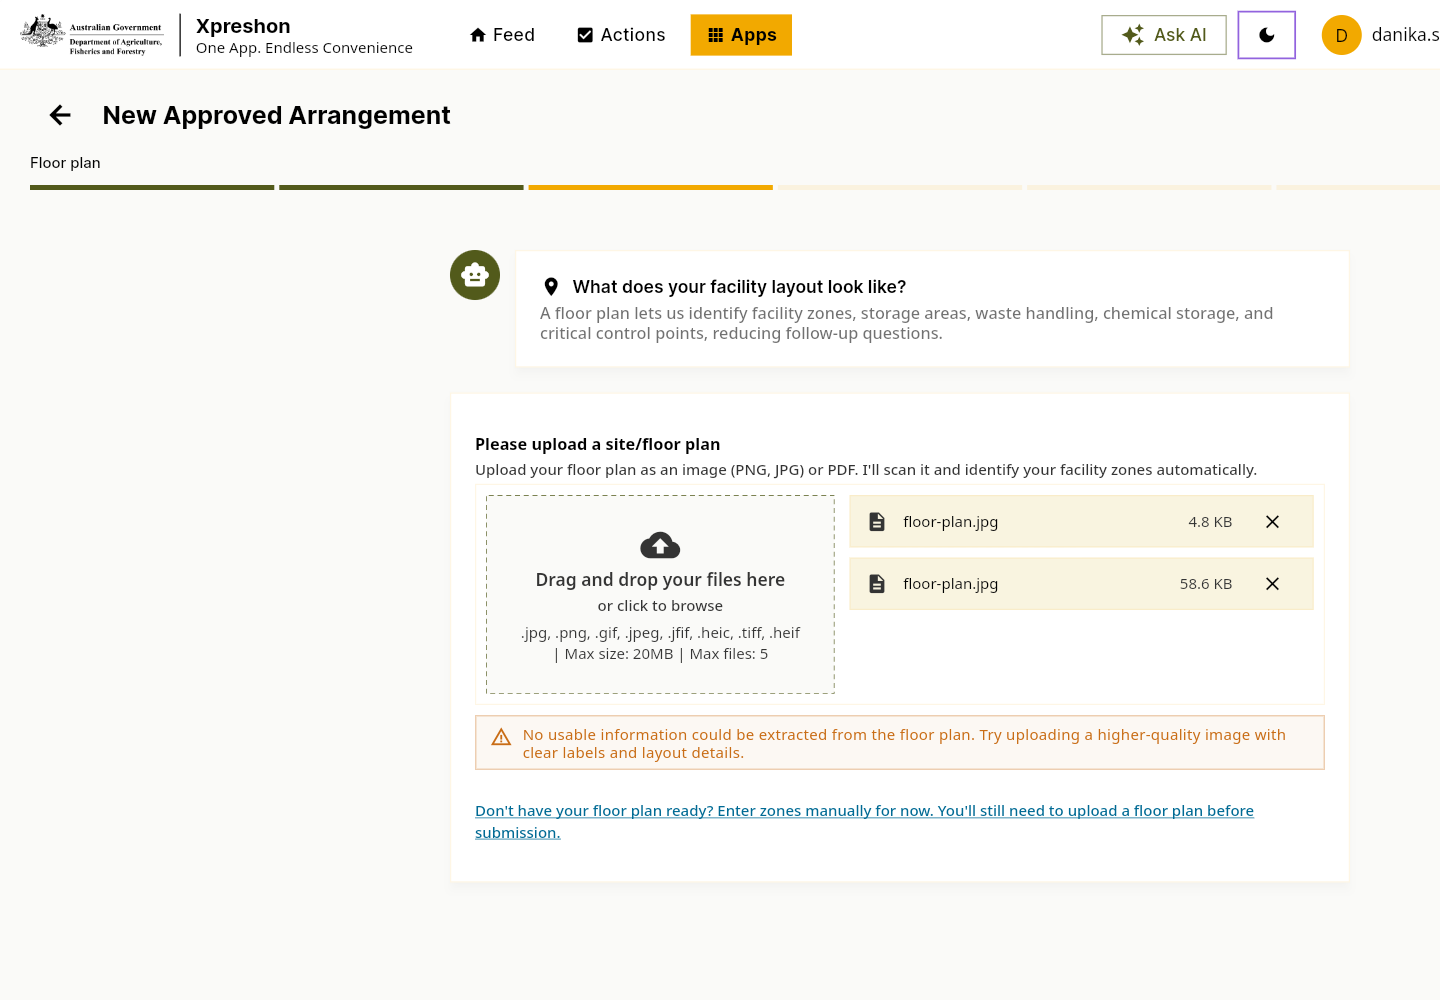 Australian Government
Department of Agriculture,
Fisheries and Forestry
Xpreshon
One App. Endless Convenience
Feed
Actions
Apps
Ask AI
D
danika.s
New Approved Arrangement
Floor plan
What does your facility layout look like?
A floor plan lets us identify facility zones, storage areas, waste handling, chemical storage, and
critical control points, reducing follow-up questions.
Please upload a site/floor plan
Upload your floor plan as an image (PNG, JPG) or PDF. I'll scan it and identify your facility zones automatically.
Drag and drop your files here
or click to browse
.jpg, .png, .gif, .jpeg, .jfif, .heic, .tiff, .heif
| Max size: 20MB | Max files: 5
floor-plan.jpg
4.8 KB
floor-plan.jpg
58.6 KB
No usable information could be extracted from the floor plan. Try uploading a higher-quality image with
clear labels and layout details.
Don't have your floor plan ready? Enter zones manually for now. You'll still need to upload a floor plan before
submission.